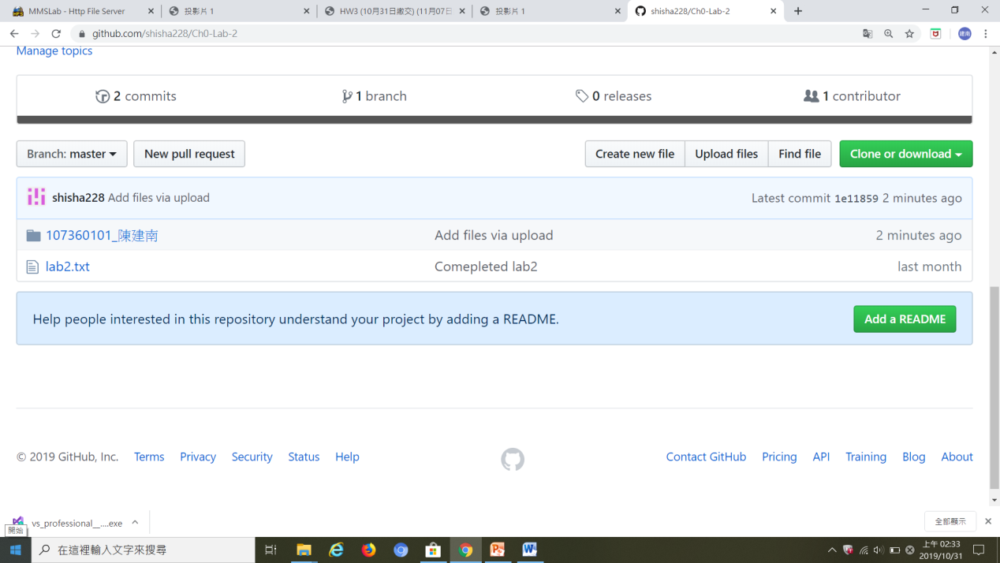 MMSLab - Http File Server
投影片 1
HW3 (10月31日繳交) (11月07日
投影片 1
shisha228/Ch0-Lab-2
github.com/shisha228/Ch0-Lab-2
建南
Manage topics
2 commits
1 branch
0 releases
1 contributor
Branch: master
New pull request
Create new file
Upload files
Find file
Clone or download
shisha228 Add files via upload
Latest commit 1e11859 2 minutes ago
107360101_陳建南
Add files via upload
2 minutes ago
lab2.txt
Comepleted lab2
last month
Help people interested in this repository understand your project by adding a README.
Add a README
© 2019 GitHub, Inc.
Terms
Privacy
Security
Status
Help
Contact GitHub
Pricing
API
Training
Blog
About
vs_professional__....exe
全部顯示
開始
在這裡輸入文字來搜尋
上午 02:33
2019/10/31